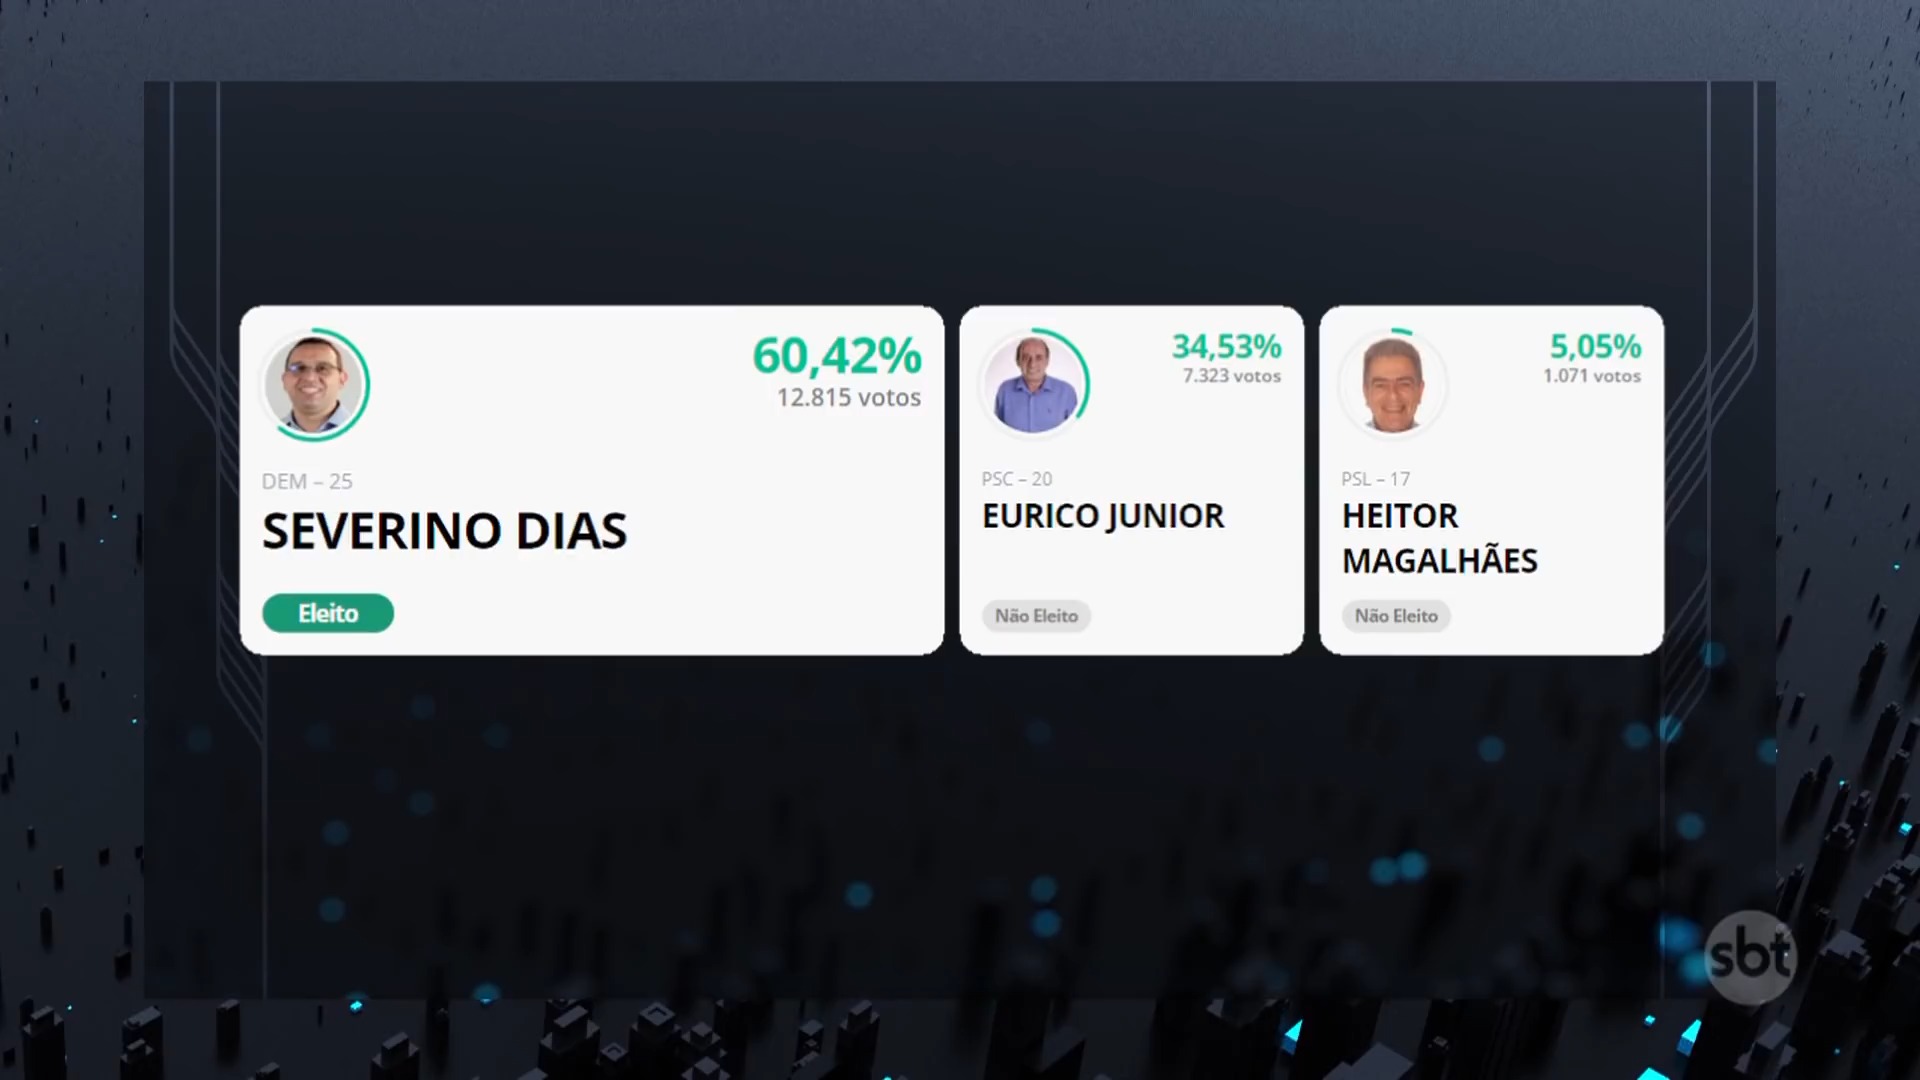 60,42%
12.815 votos
DEM – 25
SEVERINO DIAS
Eleito
34,53%
7.323 votos
PSC – 20
EURICO JUNIOR
Não Eleito
5,05%
1.071 votos
PSL – 17
HEITOR
MAGALHÃES
Não Eleito
sbt